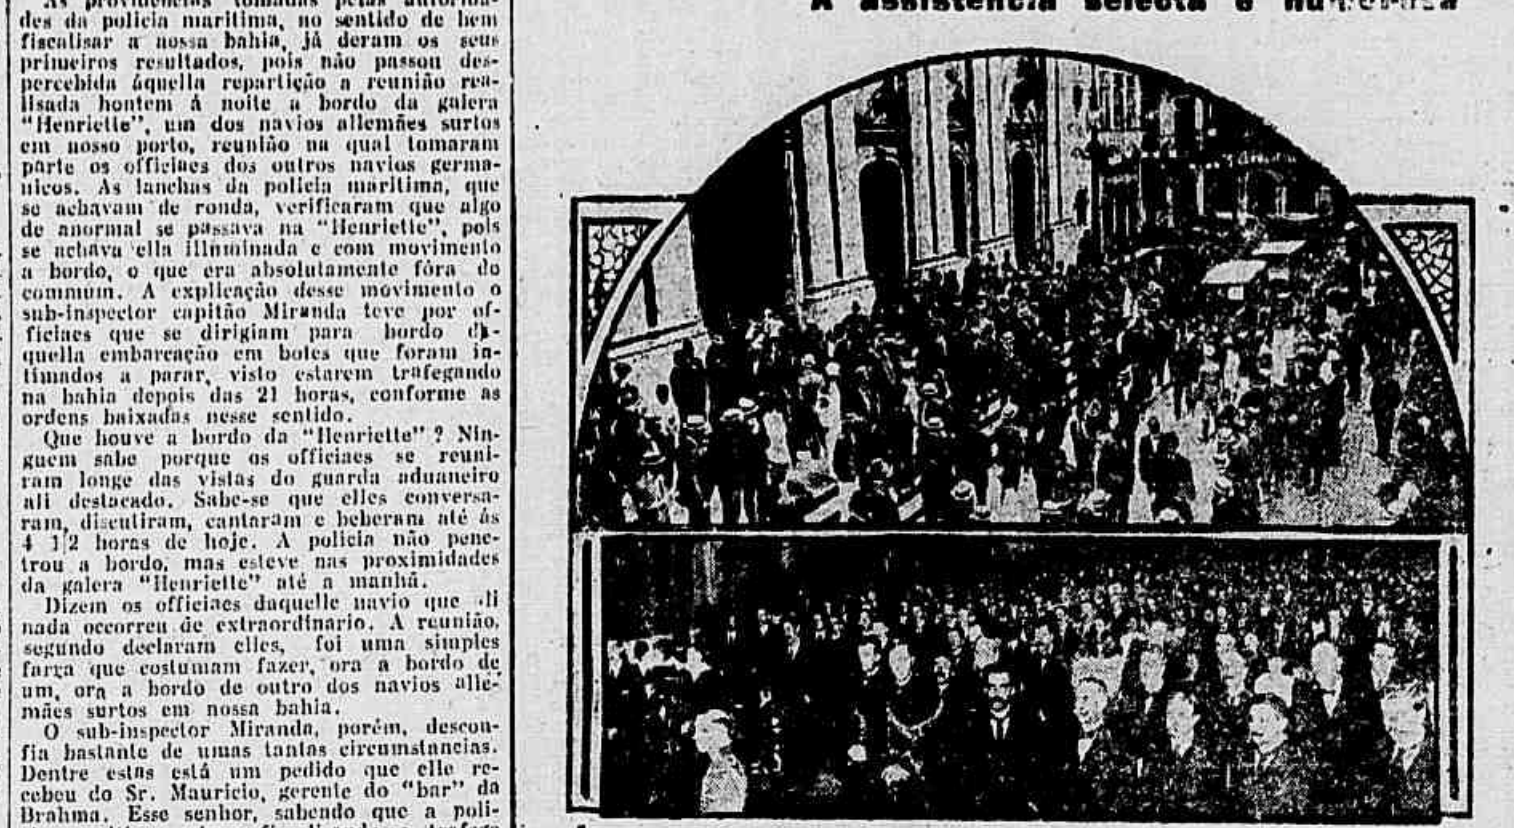 As providencias tomadas pelas autorida-
des da policia maritima, no sentido de bem
fiscalisar a nossa bahia, já deram os seus
primeiros resultados, pois não passou des-
percebida áquella repartição a reunião rea-
lisada hontem á noite a bordo da galera
"Henriette", um dos navios allemães surtos
em nosso porto, reunião na qual tomaram
parte os officiaes dos outros navios germa-
nicos. As lanchas da policia maritima, que
se achavam de ronda, verificaram que algo
de anormal se passava na "Henriette", pois
se achava ella illuminada e com movimento
a bordo, o que era absolutamente fóra do
commum. A explicação desse movimento o
sub-inspector capitão Miranda teve por of-
ficiaes que se dirigiam para bordo da-
quella embarcação em botes que foram in-
timados a parar, visto estarem trafegando
na bahia depois das 21 horas, conforme as
ordens baixadas nesse sentido.
Que houve a bordo da "Henriette" ? Nin-
guem sabe porque os officiaes se reuni-
ram longe das vistas do guarda aduaneiro
ali destacado. Sabe-se que elles conversa-
ram, discutiram, cantaram e beberam até ás
4 1|2 horas de hoje. A policia não pene-
trou a bordo, mas esteve nas proximidades
da galera "Henriette" até a manhã.
Dizem os officiaes daquelle navio que ali
nada occorreu de extraordinario. A reunião,
segundo declaram elles, foi uma simples
farra que costumam fazer, ora a bordo de
um, ora a bordo de outro dos navios alle-
mães surtos em nossa bahia.
O sub-inspector Miranda, porém, descon-
fia bastante de umas tantas circumstancias.
Dentre estas está um pedido que elle re-
cebeu do Sr. Mauricio, gerente do "bar" da
Brahma. Esse senhor, sabendo que a poli-
A assistencia selecta e numerosa